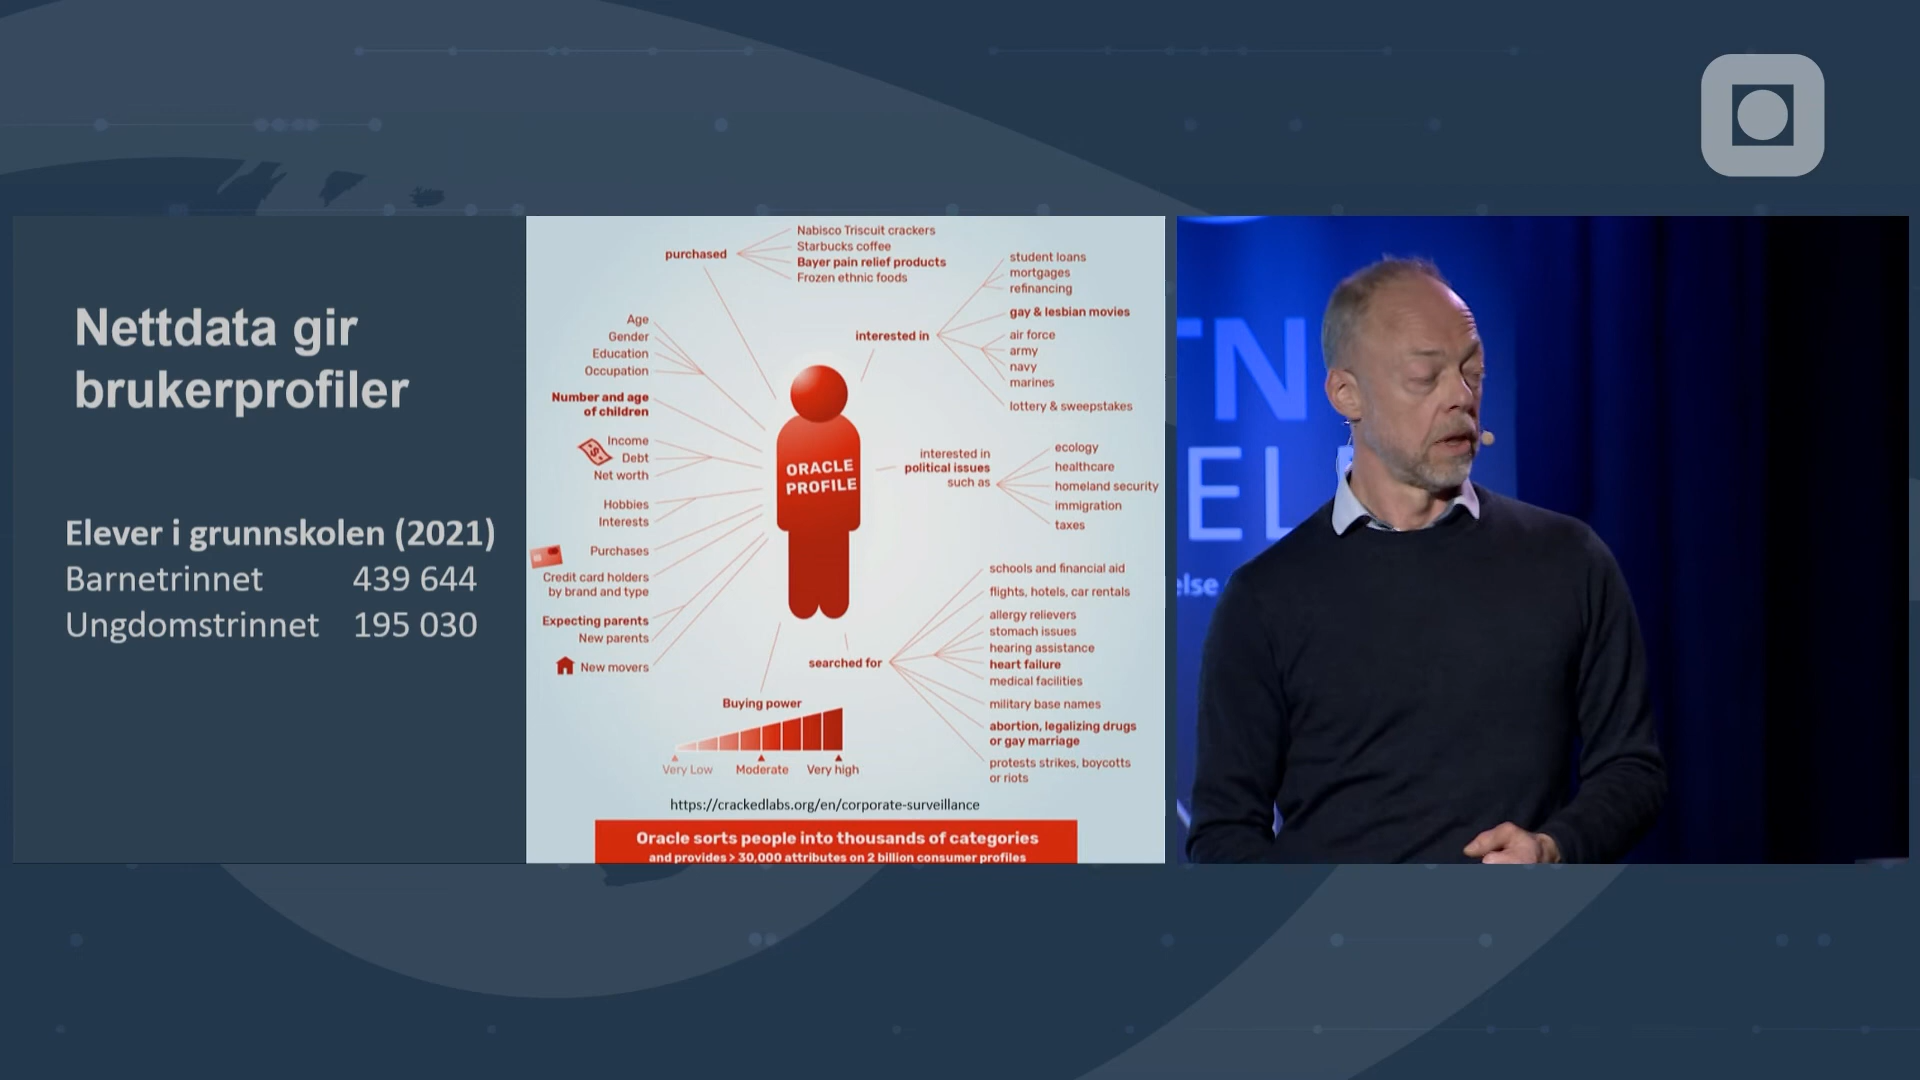 Nettdata gir
brukerprofiler
Elever i grunnskolen (2021)
Barnetrinnet 439 644
Ungdomstrinnet 195 030
purchased
Nabisco Triscuit crackers
Starbucks coffee
Bayer pain relief products
Frozen ethnic foods
Age
Gender
Education
Occupation
Number and age
of children
Income
Debt
Net worth
Hobbies
Interests
Purchases
Credit card holders
by brand and type
Expecting parents
New parents
New movers
ORACLE
PROFILE
interested in
student loans
mortgages
refinancing
gay & lesbian movies
air force
army
navy
marines
lottery & sweepstakes
interested in
political issues
such as
ecology
healthcare
homeland security
immigration
taxes
searched for
schools and financial aid
flights, hotels, car rentals
allergy relievers
stomach issues
hearing assistance
heart failure
medical facilities
military base names
abortion, legalizing drugs
or gay marriage
protests strikes, boycotts
or riots
Buying power
Very Low Moderate Very high
https://crackedlabs.org/en/corporate-surveillance
Oracle sorts people into thousands of categories
and provides > 30,000 attributes on 2 billion consumer profiles
TN
EL
else